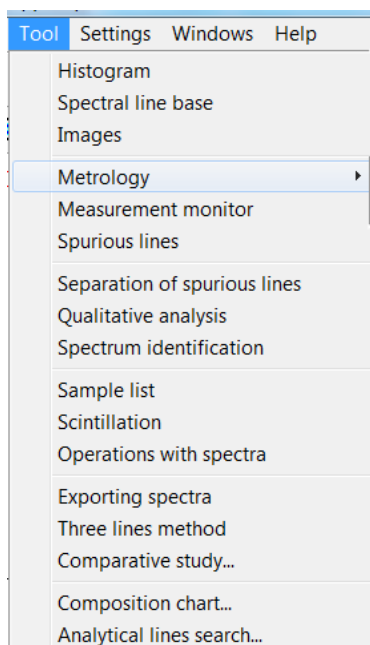 Tool Settings Windows Help
Histogram
Spectral line base
Images
Metrology
Measurement monitor
Spurious lines
Separation of spurious lines
Qualitative analysis
Spectrum identification
Sample list
Scintillation
Operations with spectra
Exporting spectra
Three lines method
Comparative study...
Composition chart...
Analytical lines search...